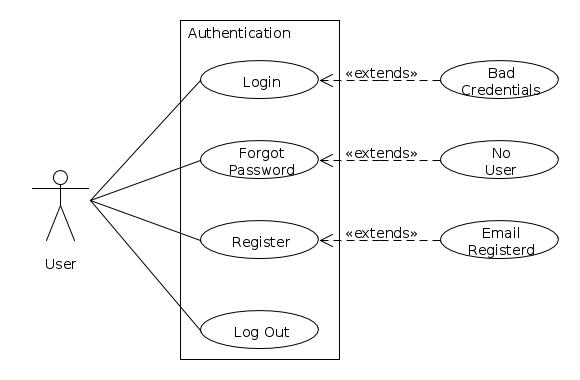 Authentication
Login
«extends»
Bad
Credentials
Forgot
Password
«extends»
No
User
Register
«extends»
Email
Registerd
Log Out
User